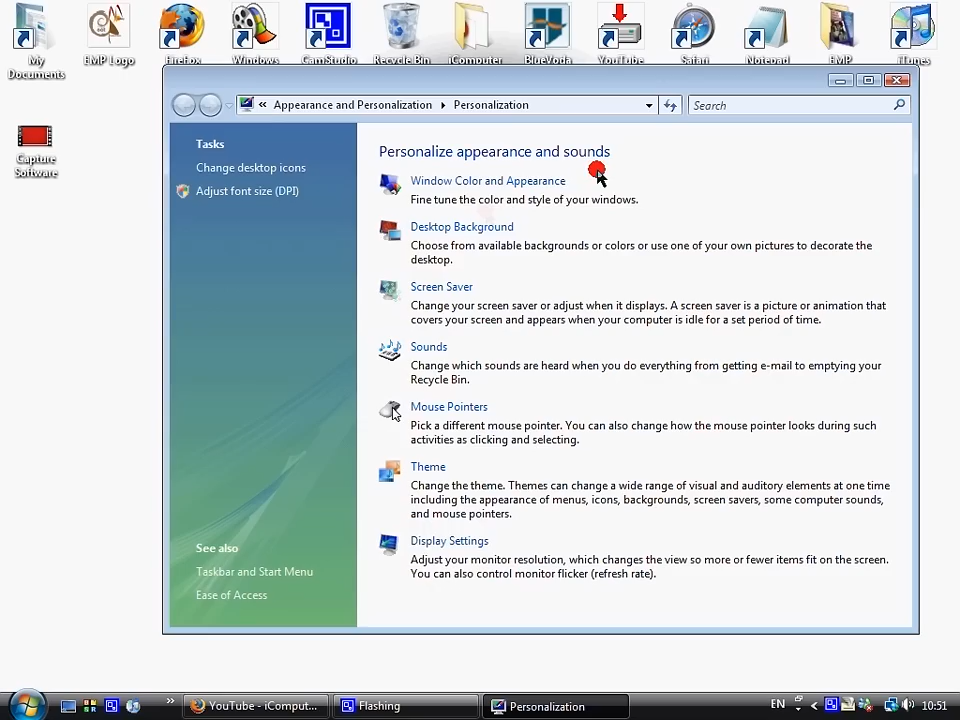 My Documents
EMP Logo
Firefox
Windows
CamStudio
Recycle Bin
iComputer
BlueVoda
YouTube
Safari
Notepad
EMP
iTunes
Capture Software
« Appearance and Personalization Personalization
Search
Tasks
Change desktop icons
Adjust font size (DPI)
Personalize appearance and sounds
Window Color and Appearance
Fine tune the color and style of your windows.
Desktop Background
Choose from available backgrounds or colors or use one of your own pictures to decorate the
desktop.
Screen Saver
Change your screen saver or adjust when it displays. A screen saver is a picture or animation that
covers your screen and appears when your computer is idle for a set period of time.
Sounds
Change which sounds are heard when you do everything from getting e-mail to emptying your
Recycle Bin.
Mouse Pointers
Pick a different mouse pointer. You can also change how the mouse pointer looks during such
activities as clicking and selecting.
Theme
Change the theme. Themes can change a wide range of visual and auditory elements at one time
including the appearance of menus, icons, backgrounds, screen savers, some computer sounds,
and mouse pointers.
Display Settings
Adjust your monitor resolution, which changes the view so more or fewer items fit on the screen.
You can also control monitor flicker (refresh rate).
See also
Taskbar and Start Menu
Ease of Access
YouTube - iComput...
Flashing
Personalization
EN
10:51